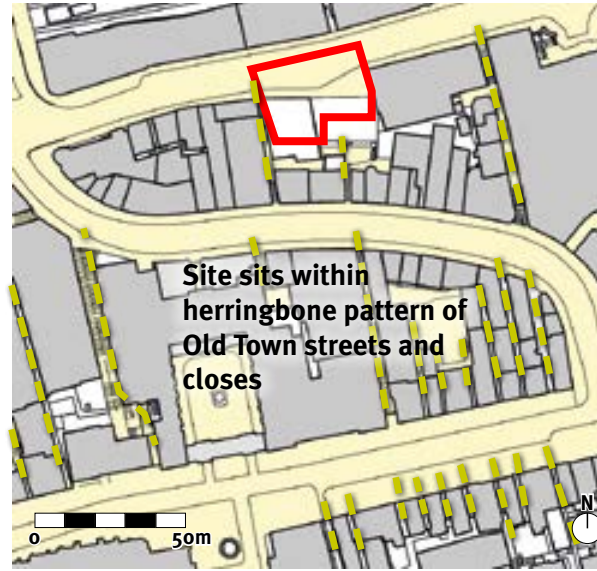 Site sits within
herringbone pattern of
Old Town streets and
closes
N
0 50m